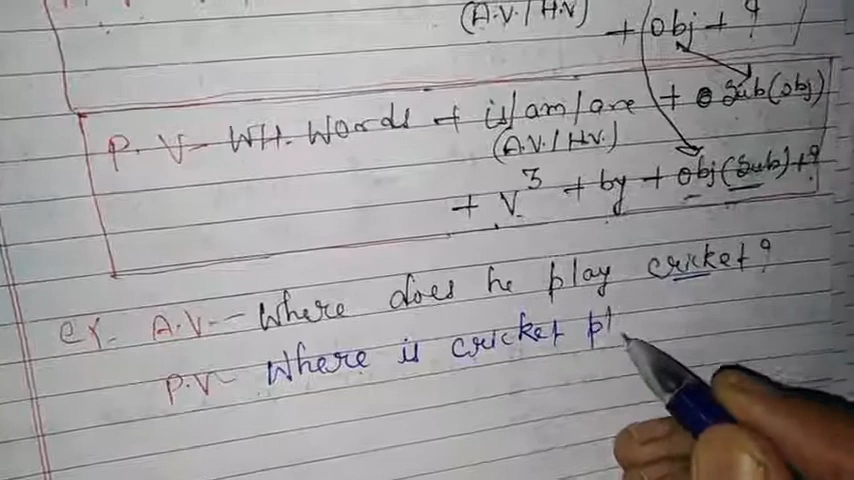 (A.V. / H.V)
+ obj + ?
P. V - WH. Words + is/am/are + Sub(obj)
(A.V. / H.V.)
+ V3 + by + obj (Sub) + ?
ex. A.V. - Where does he play cricket?
P.V - Where is cricket pl